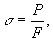 σ = P/F,